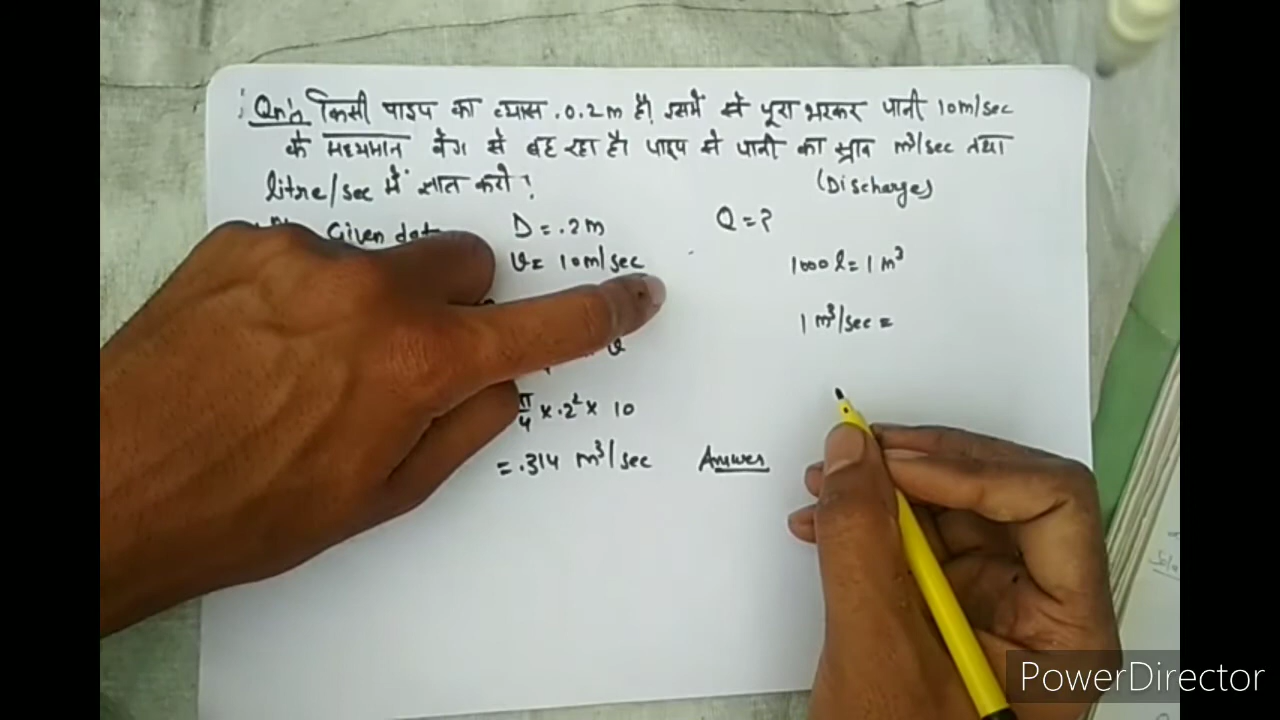 Qn:- किसी पाइप का व्यास .0.2m है। इसमें से पूरा भरकर पानी 10m/sec
के मध्यमान वेग से बह रहा है। पाइप से पानी का स्राव m³/sec तथा
litre/sec में ज्ञात करो?
(Discharge)
Given D = .2m Q = ?
V = 10m/sec 1000 l = 1 m³
1 m³/sec =
π/4 × .2² × 10
= .314 m³/sec Answer
PowerDirector